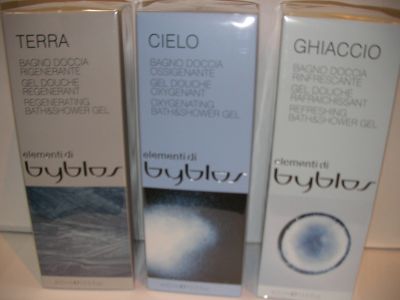 TERRA
BAGNO DOCCIA
RIGENERANTE
GEL DOUCHE
REGENERANT
REGENERATING
BATH&SHOWER GEL
elementi di
byblos
CIELO
BAGNO DOCCIA
OSSIGENANTE
GEL DOUCHE
OXYGENANT
OXYGENATING
BATH&SHOWER GEL
elementi di
byblos
GHIACCIO
BAGNO DOCCIA
RINFRESCANTE
GEL DOUCHE
RAFRAICHISSANT
REFRESHING
BATH&SHOWER GEL
elementi di
byblos